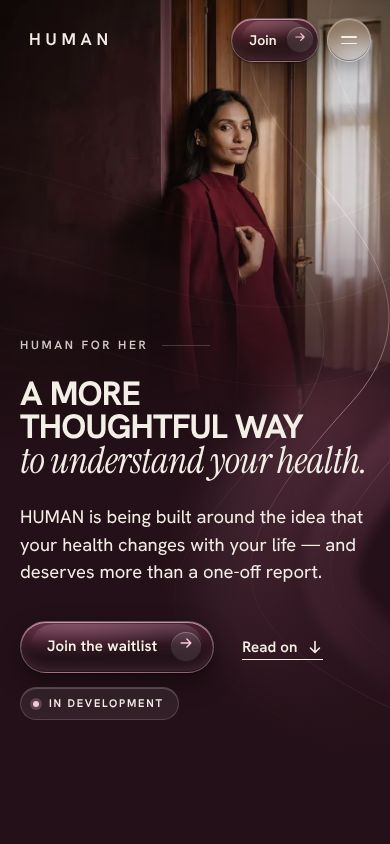 HUMAN
Join
HUMAN FOR HER
A MORE
THOUGHTFUL WAY
to understand your health.
HUMAN is being built around the idea that
your health changes with your life — and
deserves more than a one-off report.
Join the waitlist
Read on
IN DEVELOPMENT